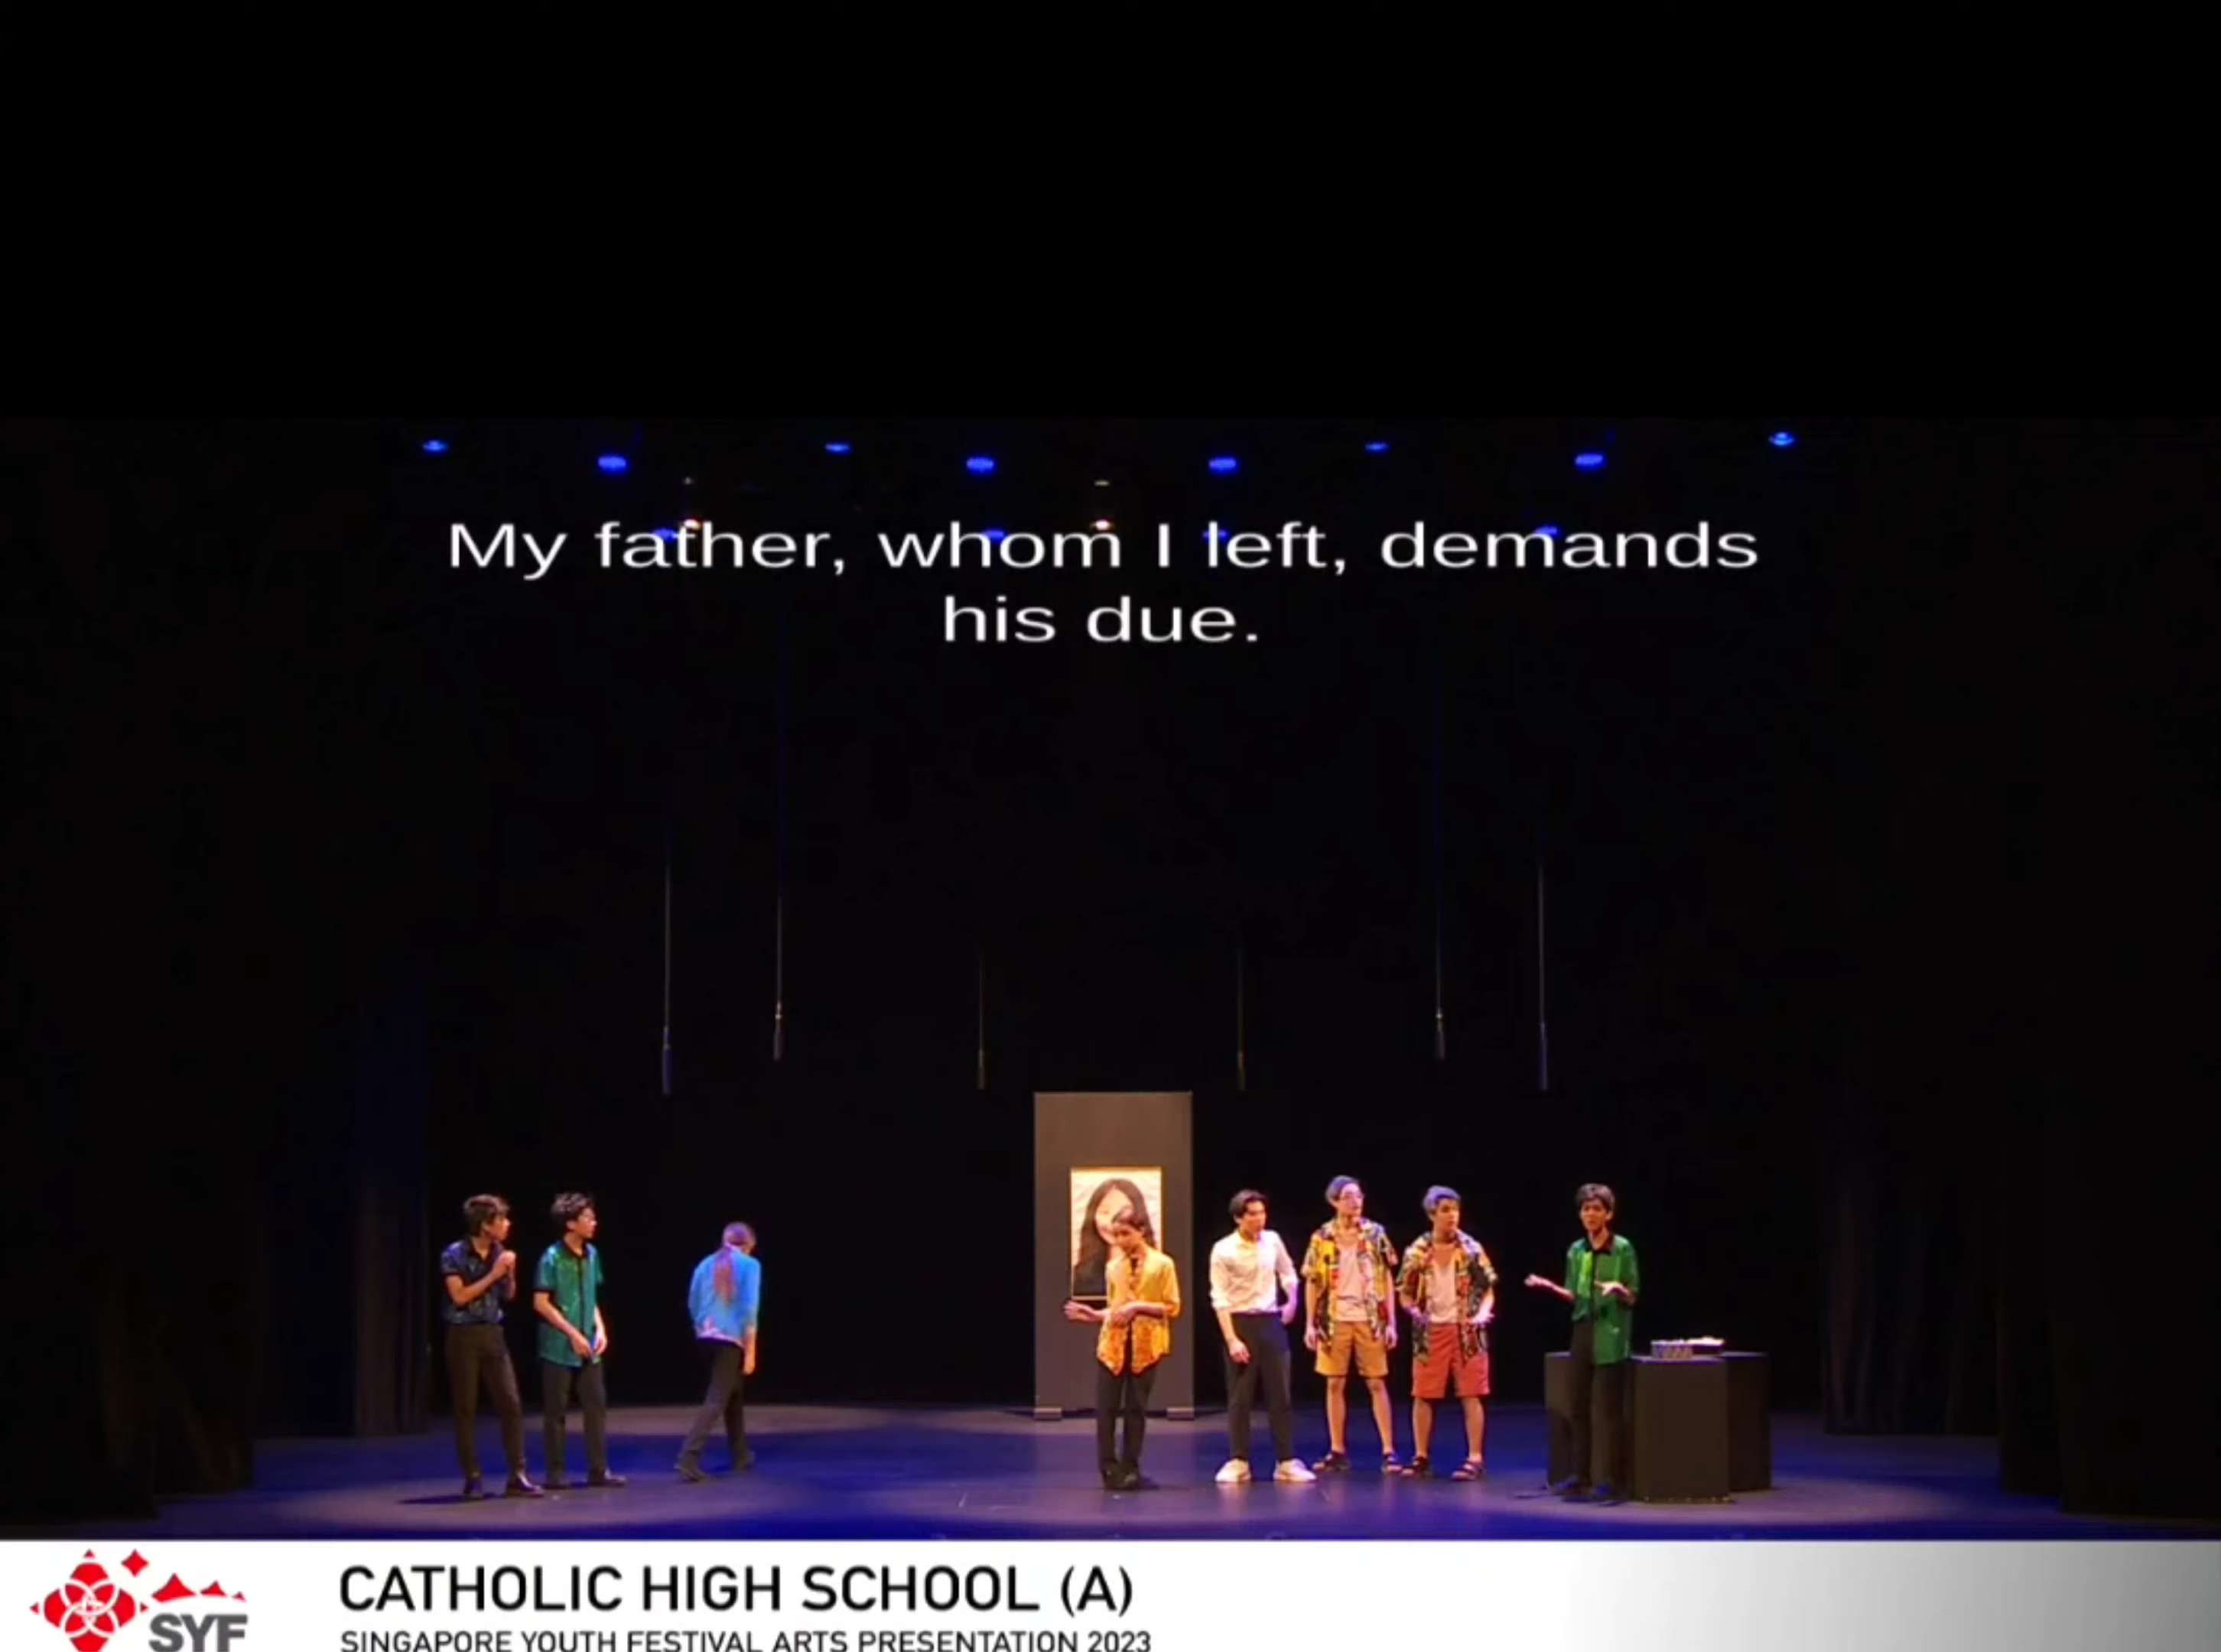 My father, whom I left, demands
his due.
SYF
CATHOLIC HIGH SCHOOL (A)
SINGAPORE YOUTH FESTIVAL ARTS PRESENTATION 2023